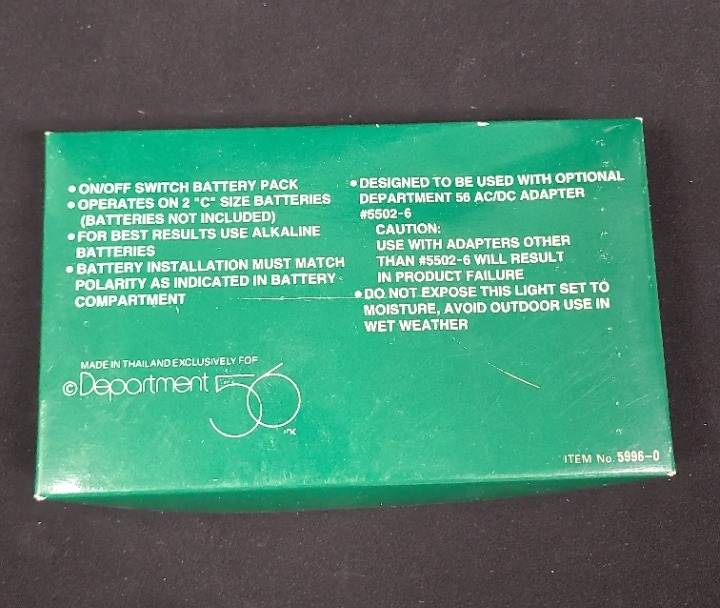 • ON/OFF SWITCH BATTERY PACK
• OPERATES ON 2 "C" SIZE BATTERIES
(BATTERIES NOT INCLUDED)
• FOR BEST RESULTS USE ALKALINE
BATTERIES
• BATTERY INSTALLATION MUST MATCH
POLARITY AS INDICATED IN BATTERY
COMPARTMENT
• DESIGNED TO BE USED WITH OPTIONAL
DEPARTMENT 56 AC/DC ADAPTER
#5502-6
CAUTION:
USE WITH ADAPTERS OTHER
THAN #5502-6 WILL RESULT
IN PRODUCT FAILURE
• DO NOT EXPOSE THIS LIGHT SET TO
MOISTURE, AVOID OUTDOOR USE IN
WET WEATHER
MADE IN THAILAND EXCLUSIVELY FOR
© Department 56
ITEM No. 5996-0